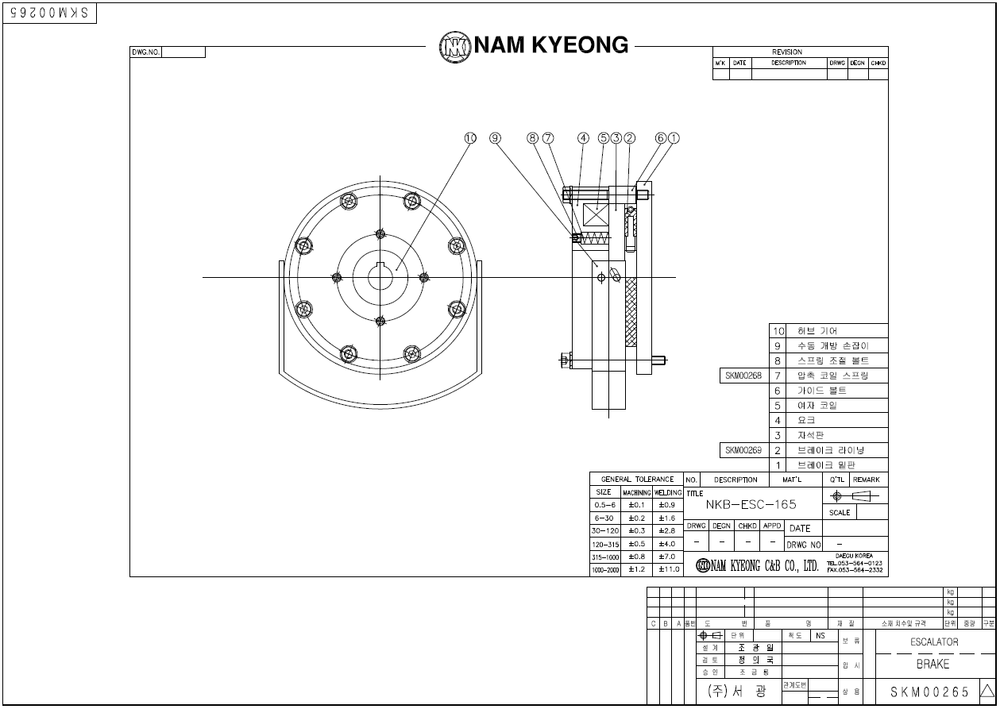 SKM00265
NK NAM KYEONG
DWG.NO.
REVISION
M'K DATE DESCRIPTION DRWG DEGN CHKD
10 9 8 7 4 5 3 2 6 1
10 허브 기어
9 수동 개방 손잡이
8 스프링 조절 볼트
SKM00268 7 압축 코일 스프링
6 가이드 볼트
5 여자 코일
4 요크
3 자석판
SKM00269 2 브레이크 라이닝
1 브레이크 밑판
NO. DESCRIPTION MAT'L Q'TL REMARK
GENERAL TOLERANCE
SIZE MACHINING WELDING
0.5-6 ±0.1 ±0.9
6-30 ±0.2 ±1.6
30-120 ±0.3 ±2.8
120-315 ±0.5 ±4.0
315-1000 ±0.8 ±7.0
1000-2000 ±1.2 ±11.0
TITLE
NKB-ESC-165
SCALE
DRWG DEGN CHKD APPD DATE
- - - - DRWG NO -
NK NAM KYEONG C&B CO., LTD.
DAEGU KOREA
TEL.053-564-0123
FAX.053-564-2332
kg
kg
kg
C B A 품번 도 번 품 명 재 질 소재 치수및 규격 단위 중량 구분
단위 척도 NS
설 계 조 광 일
검 토 정 의 국
승 인 조 금 용
(주) 서 광
관계도번
보 류
임 시
상 용
ESCALATOR
BRAKE
SKM00265